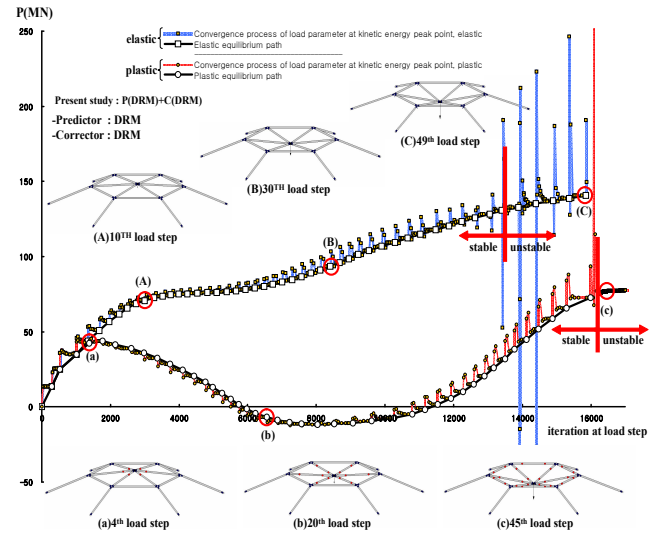 P(MN)
elastic
Convergence process of load parameter at kinetic energy peak point, elastic
Elastic equilibrium path
plastic
Convergence process of load parameter at kinetic energy peak point, plastic
Plastic equilibrium path
250
200
150
100
50
0
−50
Present study : P(DRM)+C(DRM)
-Predictor : DRM
-Corrector : DRM
(C)49th load step
(B)30TH load step
(A)10TH load step
(A)
(B)
(C)
stable
unstable
(a)
(b)
(c)
stable
unstable
0
2000
4000
6000
8000
10000
12000
14000
16000
iteration at load step
(a)4th load step
(b)20th load step
(c)45th load step